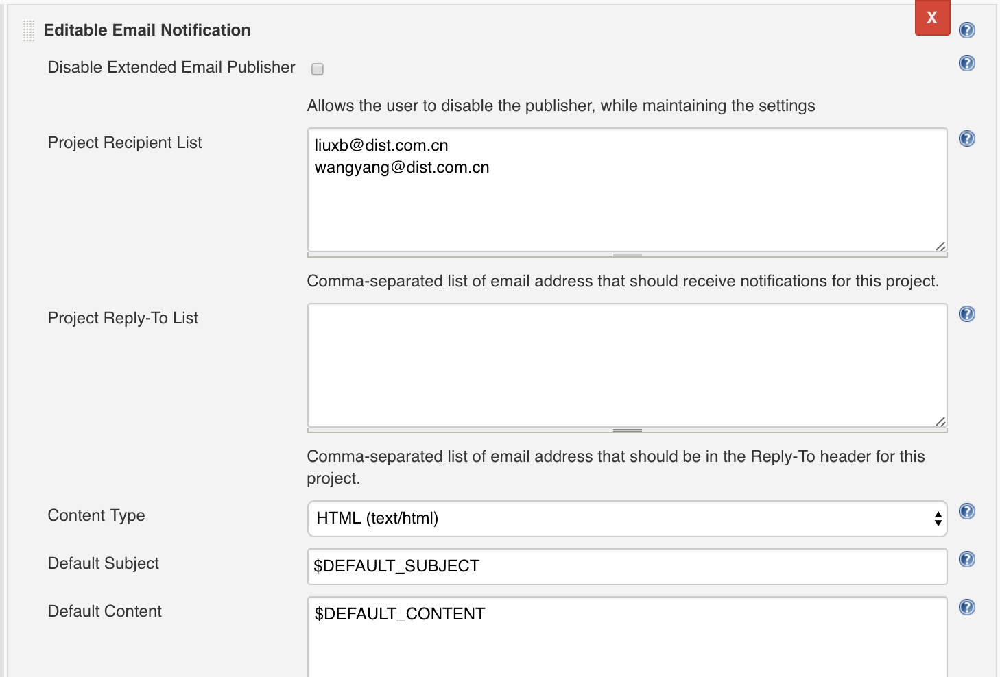 Editable Email Notification
X
Disable Extended Email Publisher
Allows the user to disable the publisher, while maintaining the settings
Project Recipient List
liuxb@dist.com.cn
wangyang@dist.com.cn
Comma-separated list of email address that should receive notifications for this project.
Project Reply-To List
Comma-separated list of email address that should be in the Reply-To header for this
project.
Content Type
HTML (text/html)
Default Subject
$DEFAULT_SUBJECT
Default Content
$DEFAULT_CONTENT